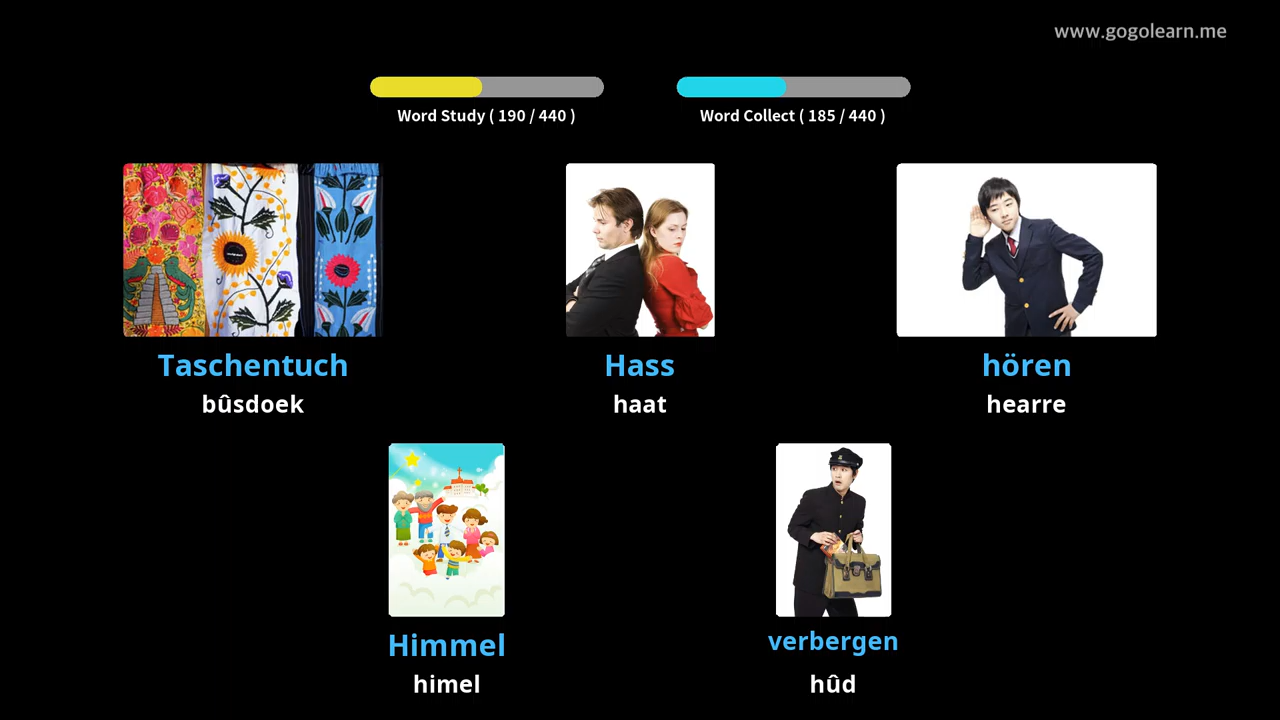 www.gogolearn.me
Word Study ( 190 / 440 )
Word Collect ( 185 / 440 )
Taschentuch
bûsdoek
Hass
haat
hören
hearre
Himmel
himel
verbergen
hûd